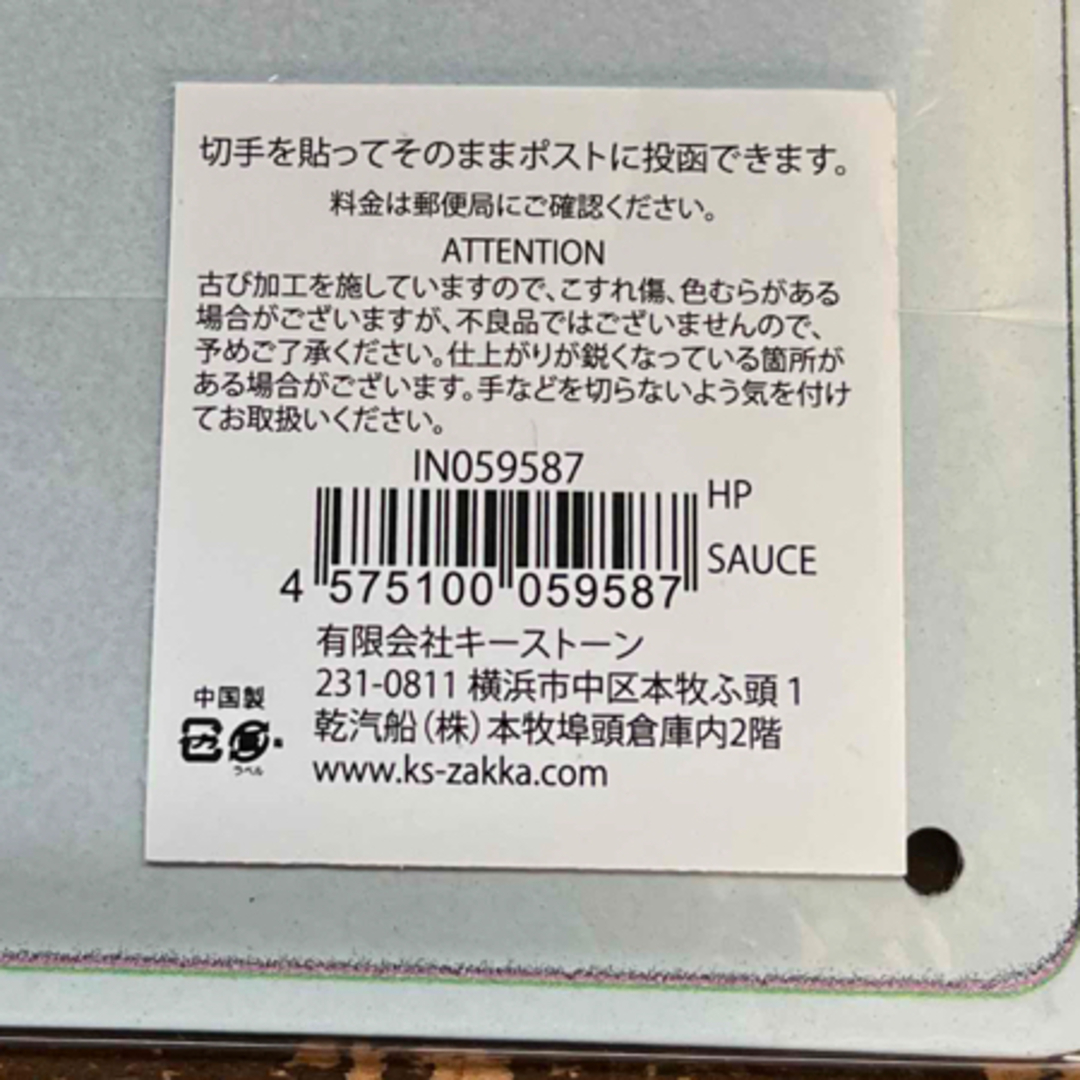 切手を貼ってそのままポストに投函できます。
料金は郵便局にご確認ください。
ATTENTION
古び加工を施していますので、こすれ傷、色むらがある
場合がございますが、不良品ではございませんので、
予めご了承ください。仕上がりが鋭くなっている箇所が
ある場合がございます。手などを切らないよう気を付け
てお取扱いください。
IN059587
HP
SAUCE
4 575100 059587
有限会社キーストーン
231-0811 横浜市中区本牧ふ頭1
乾汽船（株）本牧埠頭倉庫内2階
www.ks-zakka.com
中国製
ラベル